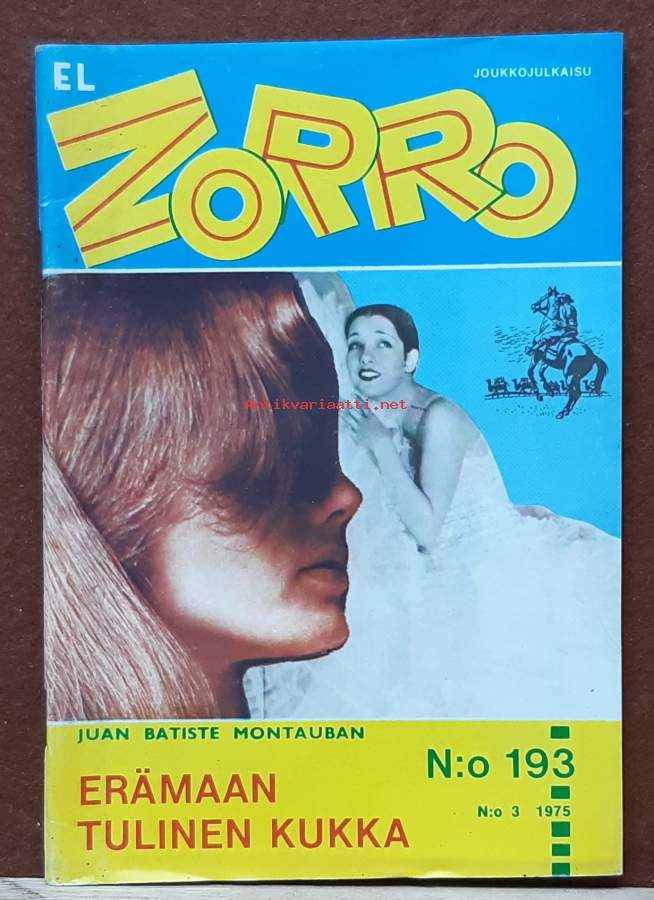 EL
JOUKKOJULKAISU
ZORRO
antikvariaatti.net
JUAN BATISTE MONTAUBAN
N:o 193
ERÄMAAN
TULINEN KUKKA
N:o 3 1975